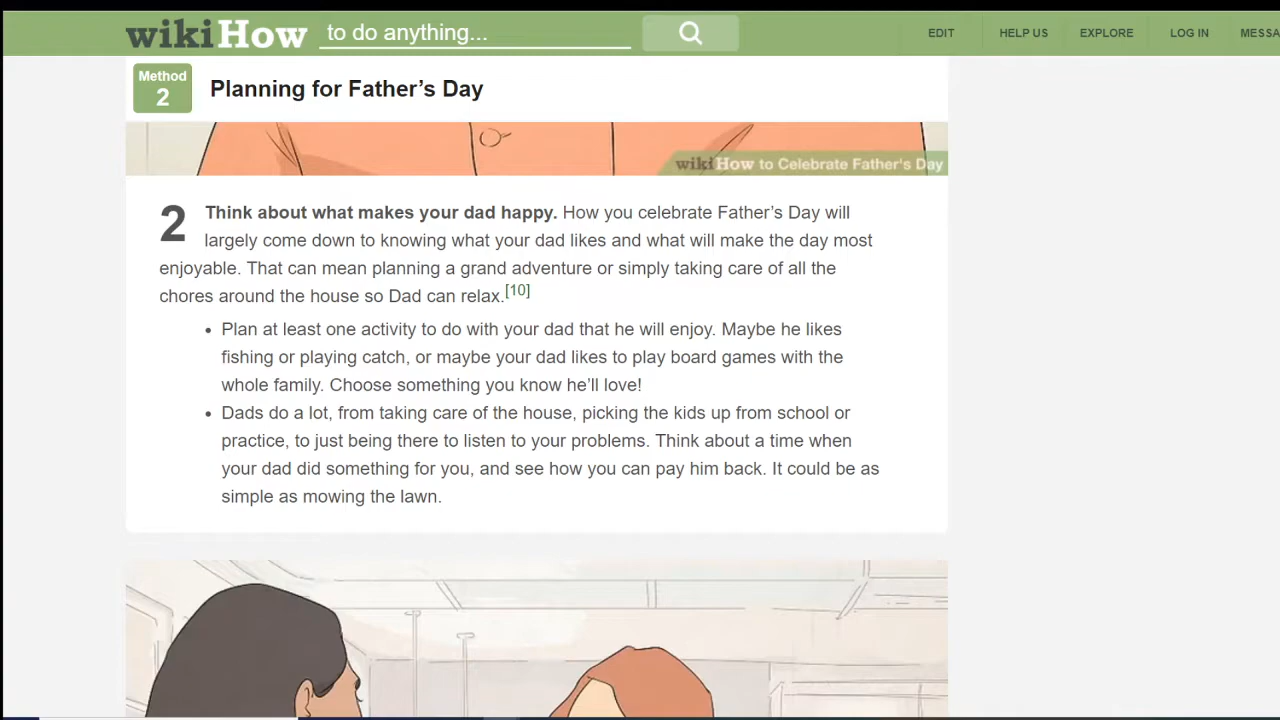 wikiHow to do anything... EDIT HELP US EXPLORE LOG IN MESSA
Method
2
Planning for Father’s Day
wikiHow to Celebrate Father's Day
2 Think about what makes your dad happy. How you celebrate Father’s Day will
largely come down to knowing what your dad likes and what will make the day most
enjoyable. That can mean planning a grand adventure or simply taking care of all the
chores around the house so Dad can relax.[10]
• Plan at least one activity to do with your dad that he will enjoy. Maybe he likes
fishing or playing catch, or maybe your dad likes to play board games with the
whole family. Choose something you know he’ll love!
• Dads do a lot, from taking care of the house, picking the kids up from school or
practice, to just being there to listen to your problems. Think about a time when
your dad did something for you, and see how you can pay him back. It could be as
simple as mowing the lawn.